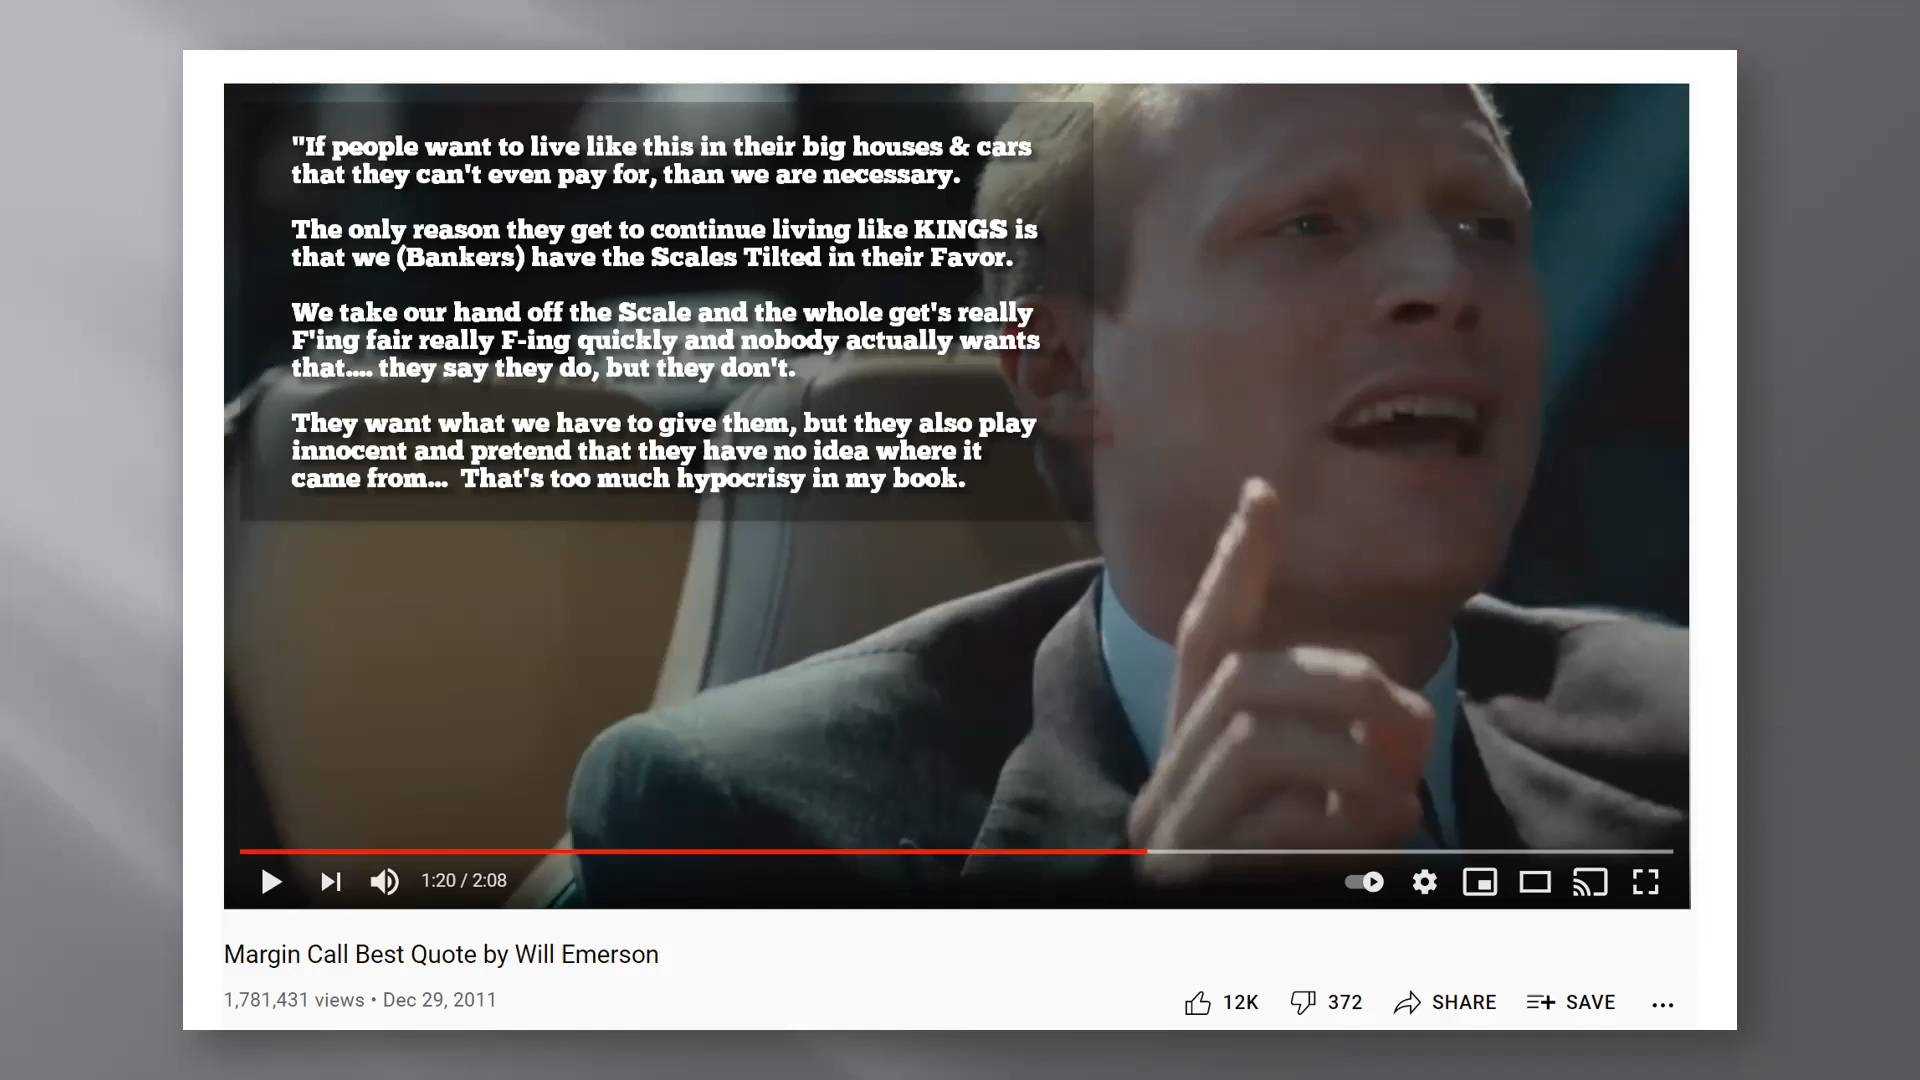 "If people want to live like this in their big houses & cars
that they can't even pay for, than we are necessary.
The only reason they get to continue living like KINGS is
that we (Bankers) have the Scales Tilted in their Favor.
We take our hand off the Scale and the whole get's really
F'ing fair really F-ing quickly and nobody actually wants
that.... they say they do, but they don't.
They want what we have to give them, but they also play
innocent and pretend that they have no idea where it
came from... That's too much hypocrisy in my book.
1:20 / 2:08
Margin Call Best Quote by Will Emerson
1,781,431 views • Dec 29, 2011
12K 372 SHARE SAVE